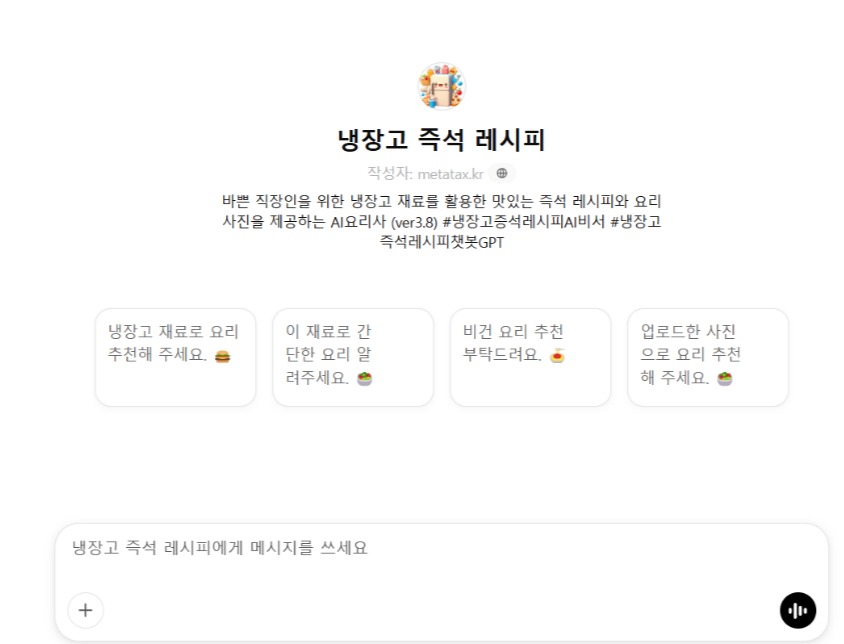 냉장고 즉석 레시피
작성자: metatax.kr
바쁜 직장인을 위한 냉장고 재료를 활용한 맛있는 즉석 레시피와 요리
사진을 제공하는 AI요리사 (ver3.8) #냉장고증석레시피AI비서 #냉장고
즉석레시피챗봇GPT
냉장고 재료로 요리
추천해 주세요. 🍔
이 재료로 간
단한 요리 알
려주세요. 🥗
비건 요리 추천
부탁드려요. 🍝
업로드한 사진
으로 요리 추천
해 주세요. 🥗
냉장고 즉석 레시피에게 메시지를 쓰세요